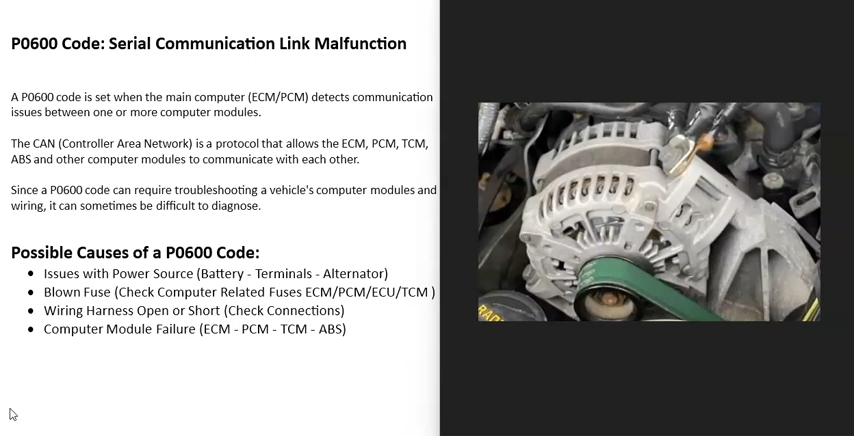 P0600 Code: Serial Communication Link Malfunction
A P0600 code is set when the main computer (ECM/PCM) detects communication
issues between one or more computer modules.
The CAN (Controller Area Network) is a protocol that allows the ECM, PCM, TCM,
ABS and other computer modules to communicate with each other.
Since a P0600 code can require troubleshooting a vehicle's computer modules and
wiring, it can sometimes be difficult to diagnose.
Possible Causes of a P0600 Code:
• Issues with Power Source (Battery - Terminals - Alternator)
• Blown Fuse (Check Computer Related Fuses ECM/PCM/ECU/TCM )
• Wiring Harness Open or Short (Check Connections)
• Computer Module Failure (ECM - PCM - TCM - ABS)